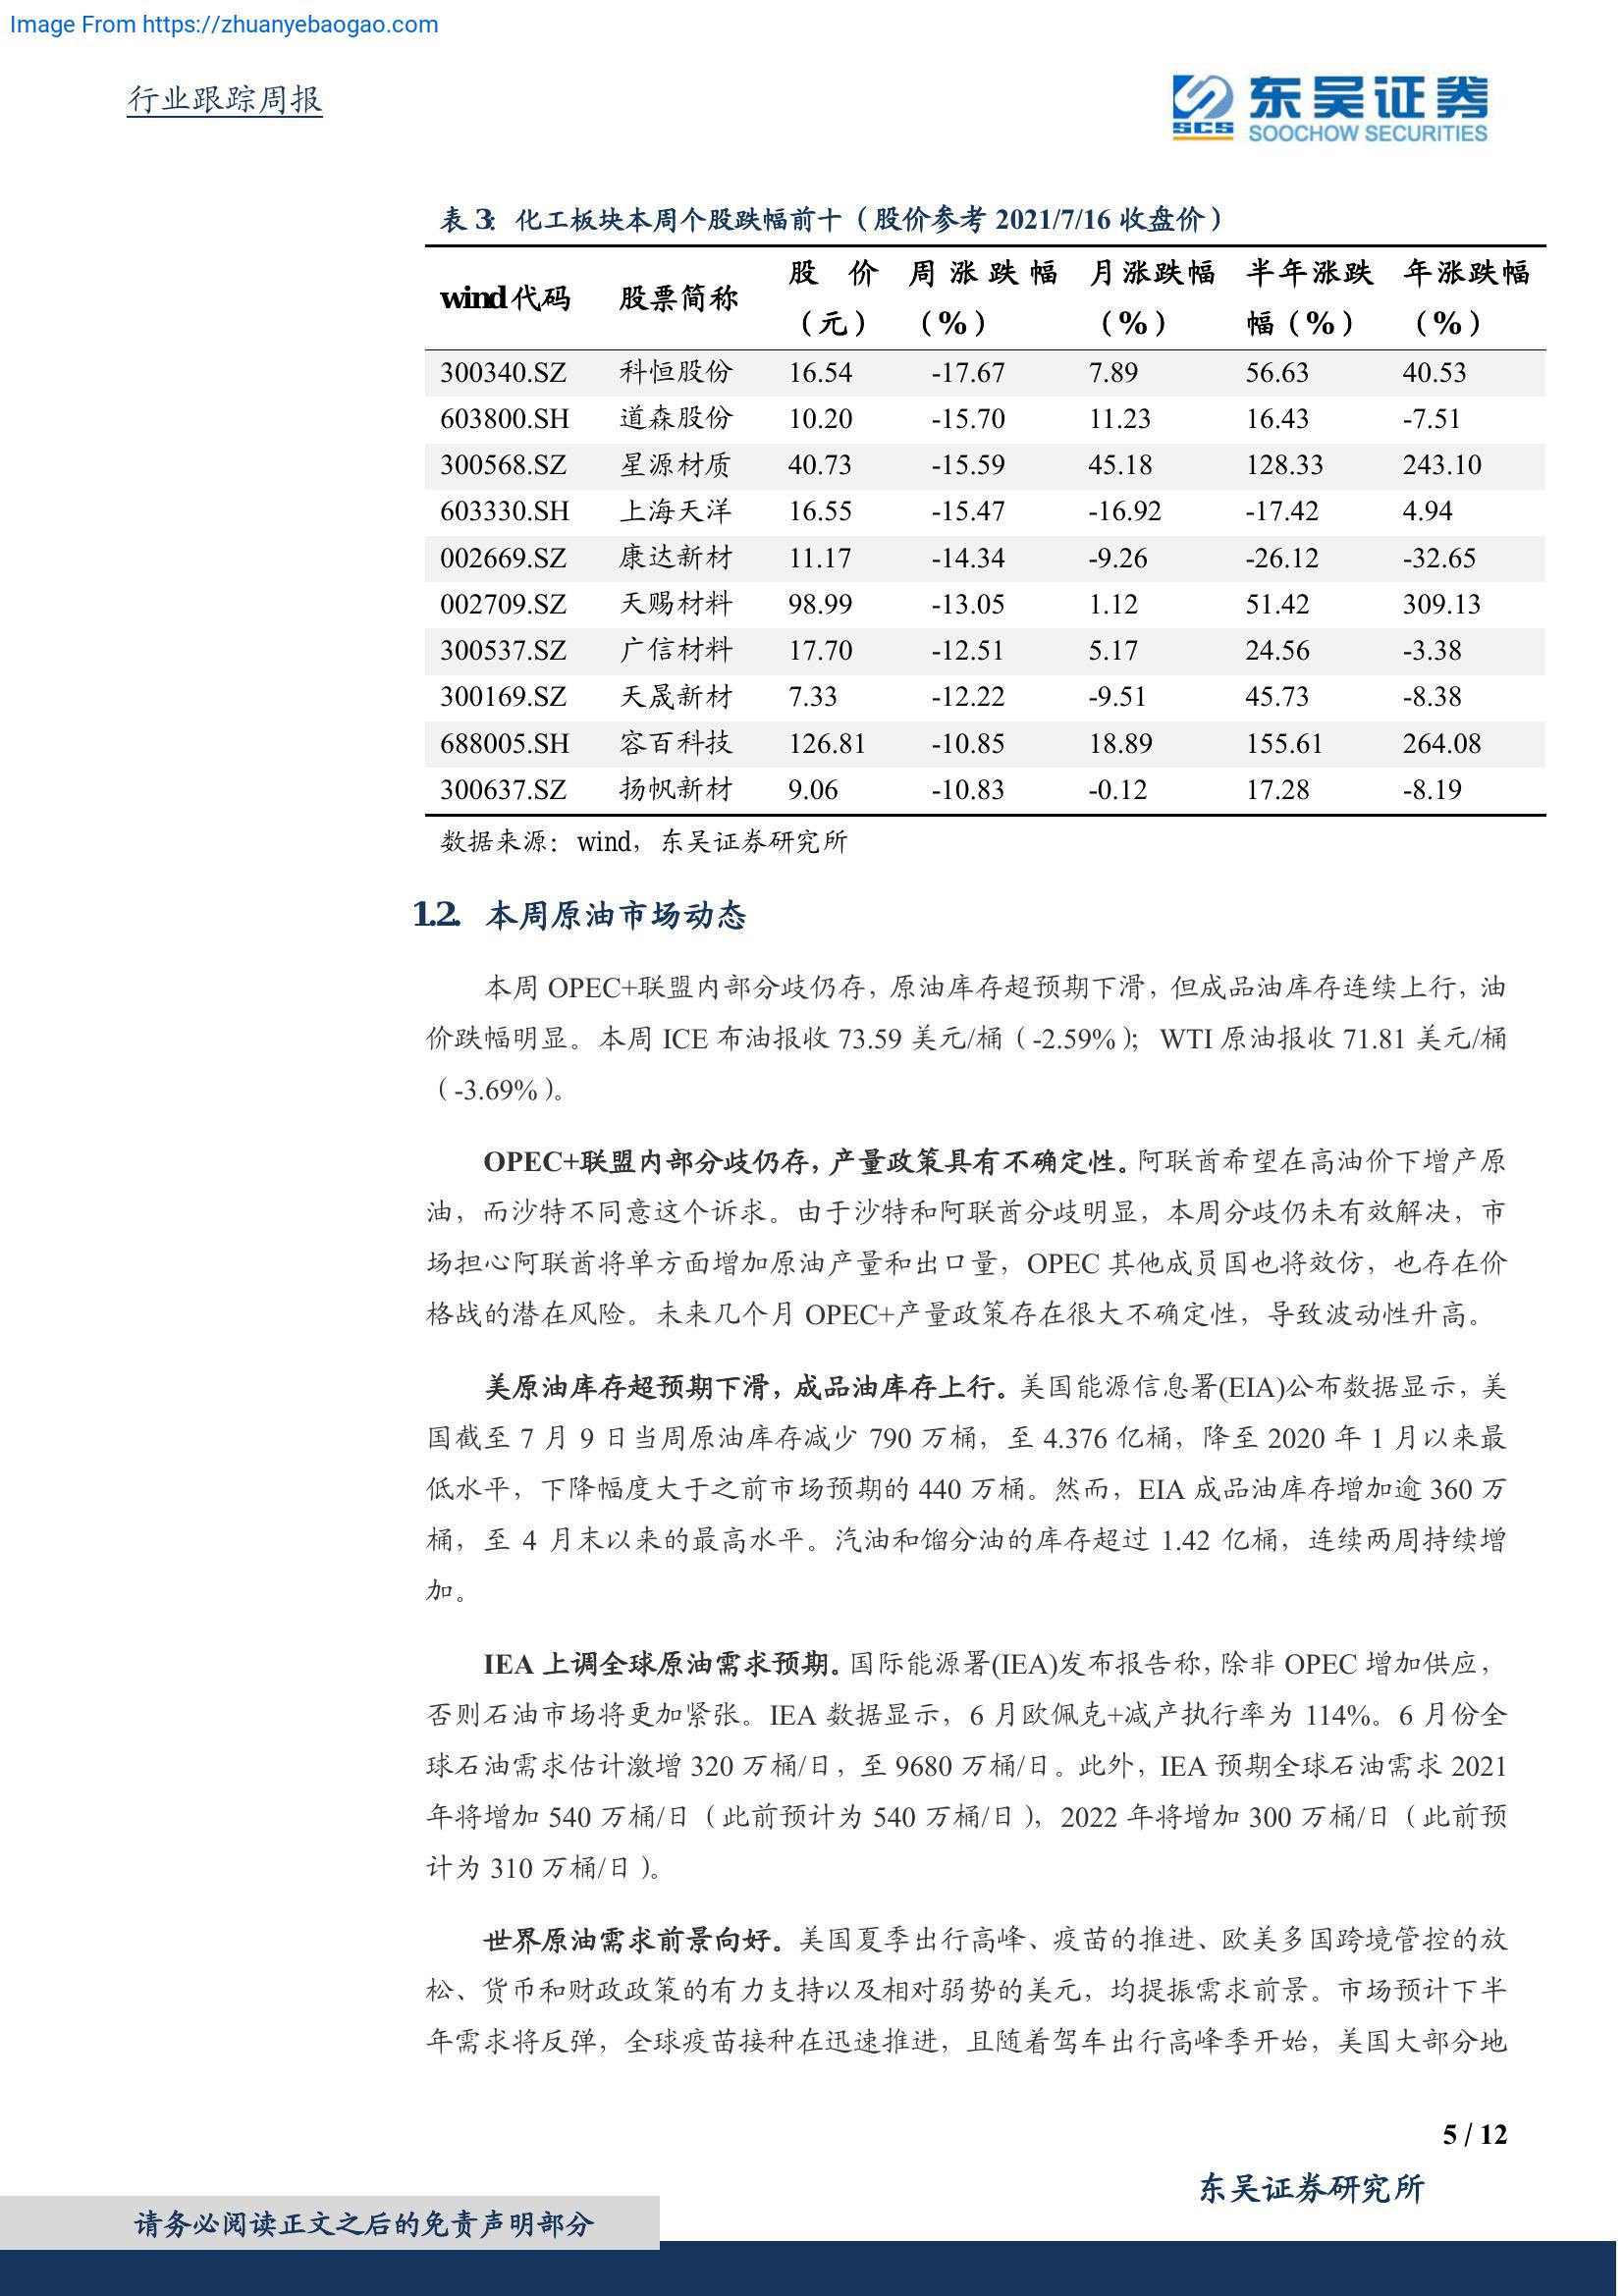 Image From https://zhuanyebaogao.com
行业跟踪周报
东吴证券
SCS
SOOCHOW SECURITIES
表 3: 化工板块本周个股跌幅前十（股价参考 2021/7/16 收盘价）
wind 代码 股票简称 股 价（元） 周涨跌幅（%） 月涨跌幅（%） 半年涨跌幅（%） 年涨跌幅（%）
300340.SZ 科恒股份 16.54 -17.67 7.89 56.63 40.53
603800.SH 道森股份 10.20 -15.70 11.23 16.43 -7.51
300568.SZ 星源材质 40.73 -15.59 45.18 128.33 243.10
603330.SH 上海天洋 16.55 -15.47 -16.92 -17.42 4.94
002669.SZ 康达新材 11.17 -14.34 -9.26 -26.12 -32.65
002709.SZ 天赐材料 98.99 -13.05 1.12 51.42 309.13
300537.SZ 广信材料 17.70 -12.51 5.17 24.56 -3.38
300169.SZ 天晟新材 7.33 -12.22 -9.51 45.73 -8.38
688005.SH 容百科技 126.81 -10.85 18.89 155.61 264.08
300637.SZ 扬帆新材 9.06 -10.83 -0.12 17.28 -8.19
数据来源：wind，东吴证券研究所
1.2. 本周原油市场动态
本周 OPEC+联盟内部分歧仍存，原油库存超预期下滑，但成品油库存连续上行，油
价跌幅明显。本周 ICE 布油报收 73.59 美元/桶（-2.59%）；WTI 原油报收 71.81 美元/桶
（-3.69%）。
OPEC+联盟内部分歧仍存，产量政策具有不确定性。阿联酋希望在高油价下增产原
油，而沙特不同意这个诉求。由于沙特和阿联酋分歧明显，本周分歧仍未有效解决，市
场担心阿联酋将单方面增加原油产量和出口量，OPEC 其他成员国也将效仿，也存在价
格战的潜在风险。未来几个月 OPEC+产量政策存在很大不确定性，导致波动性升高。
美原油库存超预期下滑，成品油库存上行。美国能源信息署(EIA)公布数据显示，美
国截至 7 月 9 日当周原油库存减少 790 万桶，至 4.376 亿桶，降至 2020 年 1 月以来最
低水平，下降幅度大于之前市场预期的 440 万桶。然而，EIA 成品油库存增加逾 360 万
桶，至 4 月末以来的最高水平。汽油和馏分油的库存超过 1.42 亿桶，连续两周持续增
加。
IEA 上调全球原油需求预期。国际能源署(IEA)发布报告称，除非 OPEC 增加供应，
否则石油市场将更加紧张。IEA 数据显示，6 月欧佩克+减产执行率为 114%。6 月份全
球石油需求估计激增 320 万桶/日，至 9680 万桶/日。此外，IEA 预期全球石油需求 2021
年将增加 540 万桶/日（此前预计为 540 万桶/日），2022 年将增加 300 万桶/日（此前预
计为 310 万桶/日）。
世界原油需求前景向好。美国夏季出行高峰、疫苗的推进、欧美多国跨境管控的放
松、货币和财政政策的有力支持以及相对弱势的美元，均提振需求前景。市场预计下半
年需求将反弹，全球疫苗接种在迅速推进，且随着驾车出行高峰季开始，美国大部分地
5 / 12
东吴证券研究所
请务必阅读正文之后的免责声明部分